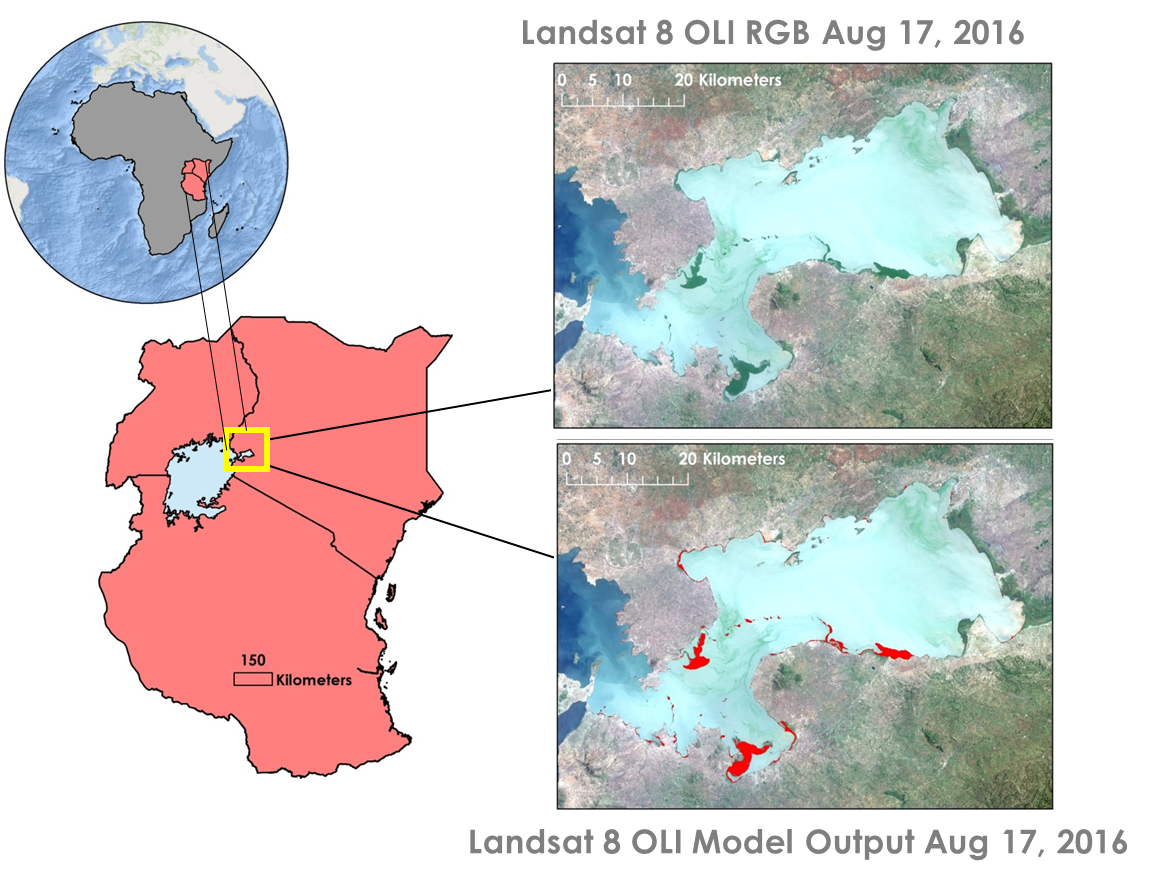 Landsat 8 OLI RGB Aug 17, 2016
0 5 10 20 Kilometers
0 5 10 20 Kilometers
150
Kilometers
Landsat 8 OLI Model Output Aug 17, 2016